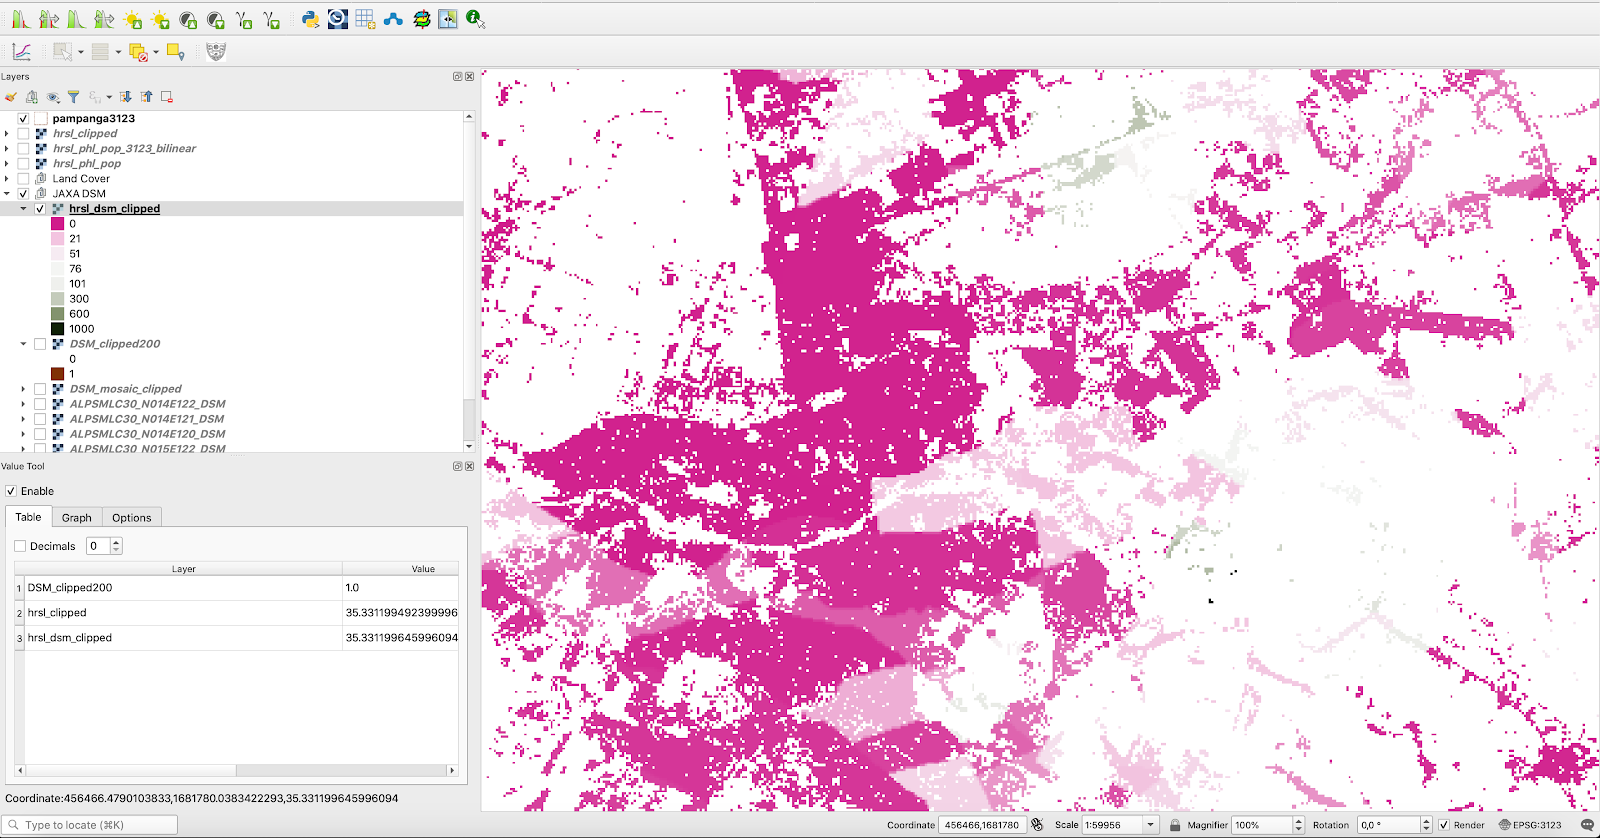 Layers
pampanga3123
hrsl_clipped
hrsl_phl_pop_3123_bilinear
hrsl_phl_pop
Land Cover
JAXA DSM
hrsl_dsm_clipped
0
21
51
76
101
300
600
1000
DSM_clipped200
0
1
DSM_mosaic_clipped
ALPSMLC30_N014E122_DSM
ALPSMLC30_N014E121_DSM
ALPSMLC30_N014E120_DSM
ALPSMLC30_N015E122_DSM
Value Tool
Enable
Table Graph Options
Decimals 0
Layer Value
1 DSM_clipped200 1.0
2 hrsl_clipped 35.331199492399996
3 hrsl_dsm_clipped 35.331199645996094
Coordinate:456466.4790103833,1681780.0383422293,35.331199645996094
Type to locate (⌘K) Coordinate 456466,1681780 Scale 1:59956 Magnifier 100% Rotation 0,0 ° Render EPSG:3123